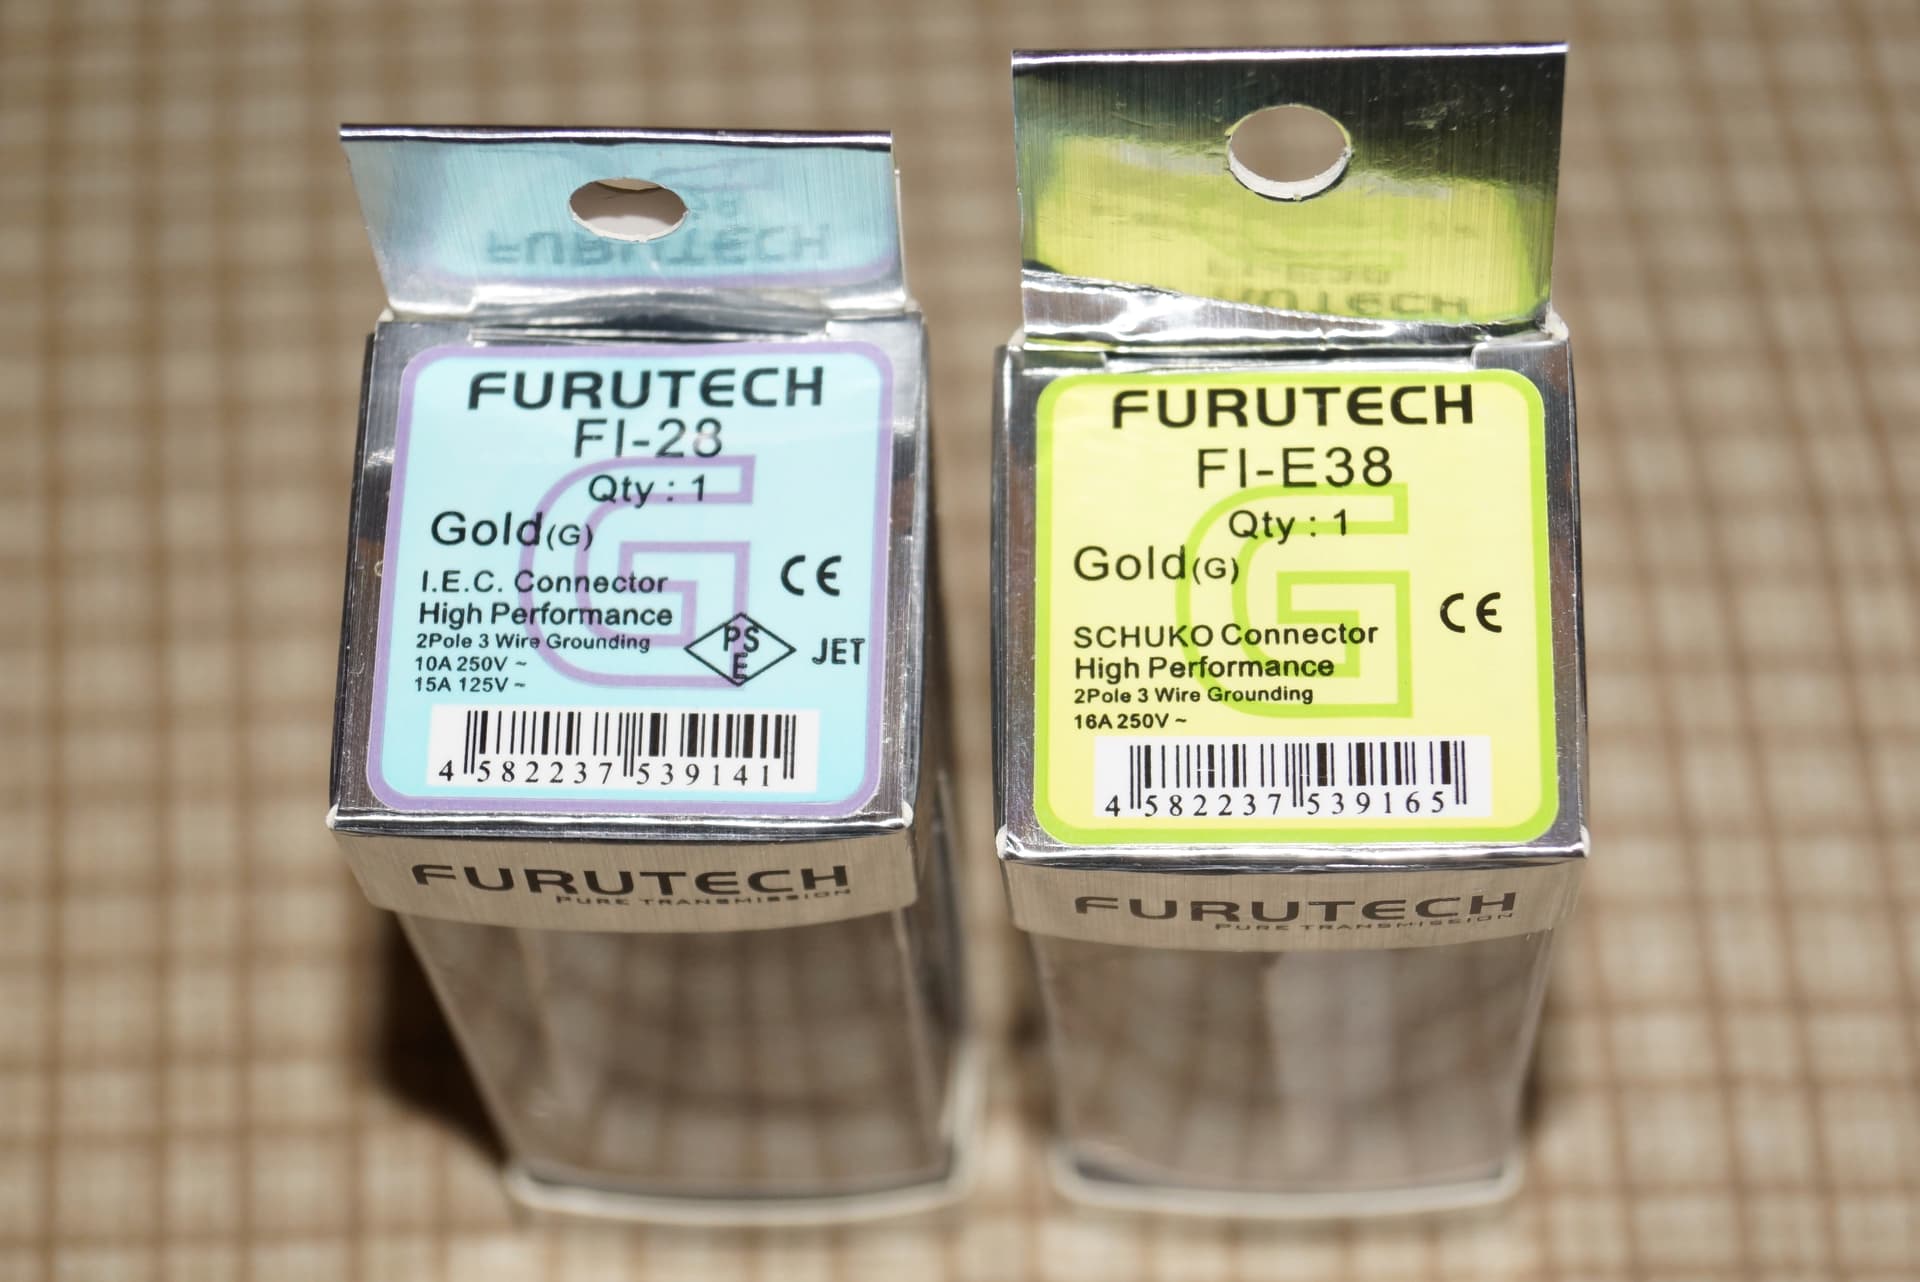 FURUTECH
FI-28
Qty : 1
Gold(G)
I.E.C. Connector
High Performance
2Pole 3 Wire Grounding
10A 250V ~
15A 125V ~
CE
PS
E
JET
4 582237 539141
FURUTECH
PURE TRANSMISSION
FURUTECH
FI-E38
Qty : 1
Gold(G)
SCHUKO Connector
High Performance
2Pole 3 Wire Grounding
16A 250V ~
CE
4 582237 539165
FURUTECH
PURE TRANSMISSION